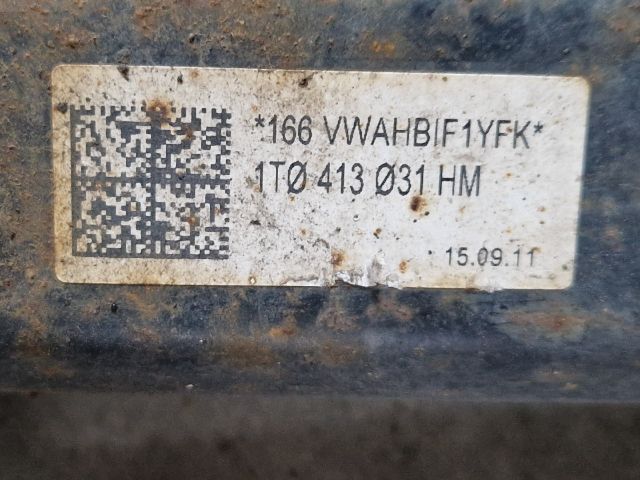 *166 VWAHBIF1YFK*
1TØ 413 Ø31 HM
15.09.11